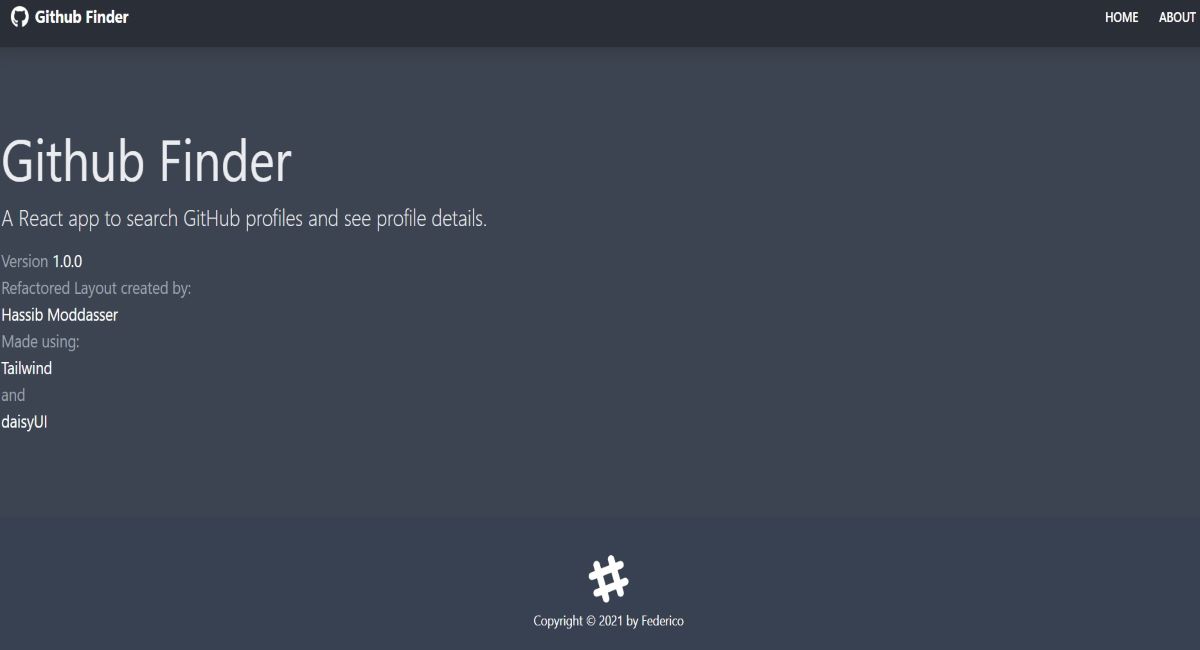 Github Finder
HOME ABOUT
Github Finder
A React app to search GitHub profiles and see profile details.
Version 1.0.0
Refactored Layout created by:
Hassib Moddasser
Made using:
Tailwind
and
daisyUI
Copyright © 2021 by Federico